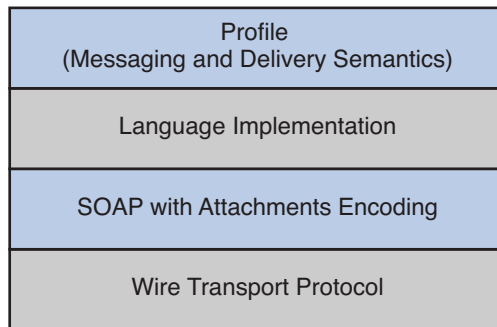 Profile
(Messaging and Delivery Semantics)
Language Implementation
SOAP with Attachments Encoding
Wire Transport Protocol